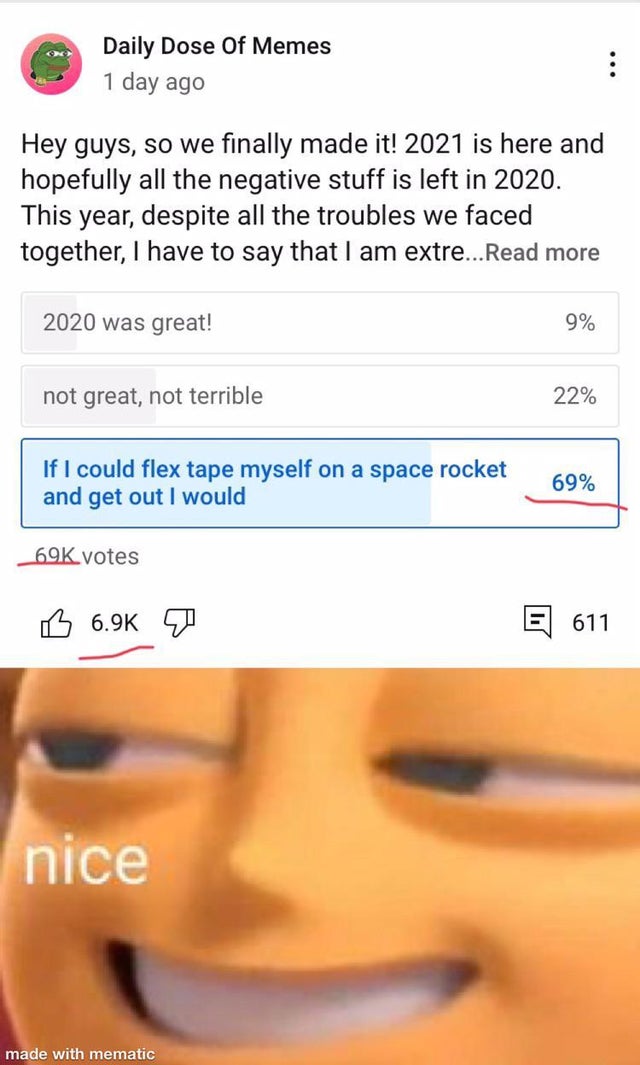 Daily Dose Of Memes
1 day ago
Hey guys, so we finally made it! 2021 is here and
hopefully all the negative stuff is left in 2020.
This year, despite all the troubles we faced
together, I have to say that I am extre...Read more
2020 was great!
9%
not great, not terrible
22%
If I could flex tape myself on a space rocket
and get out I would
69%
69K votes
6.9K
611
nice
made with mematic